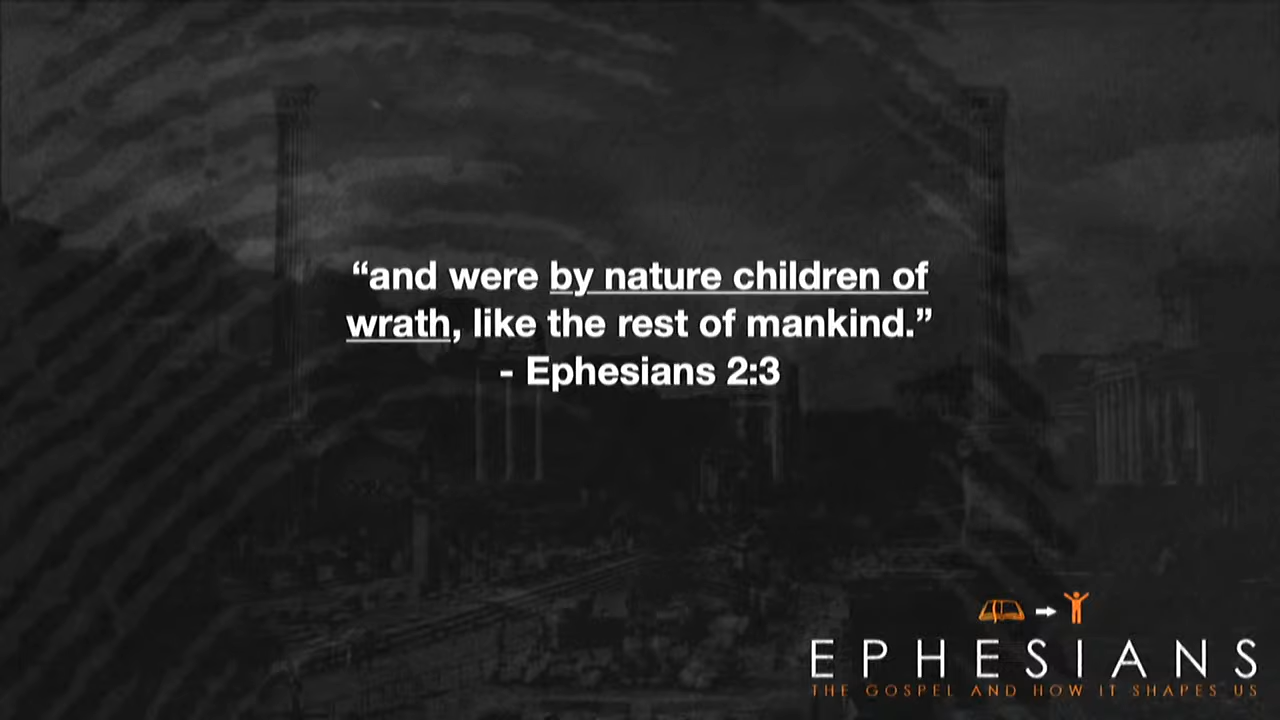 “and were by nature children of
wrath, like the rest of mankind.”
- Ephesians 2:3
EPHESIANS
THE GOSPEL AND HOW IT SHAPES US